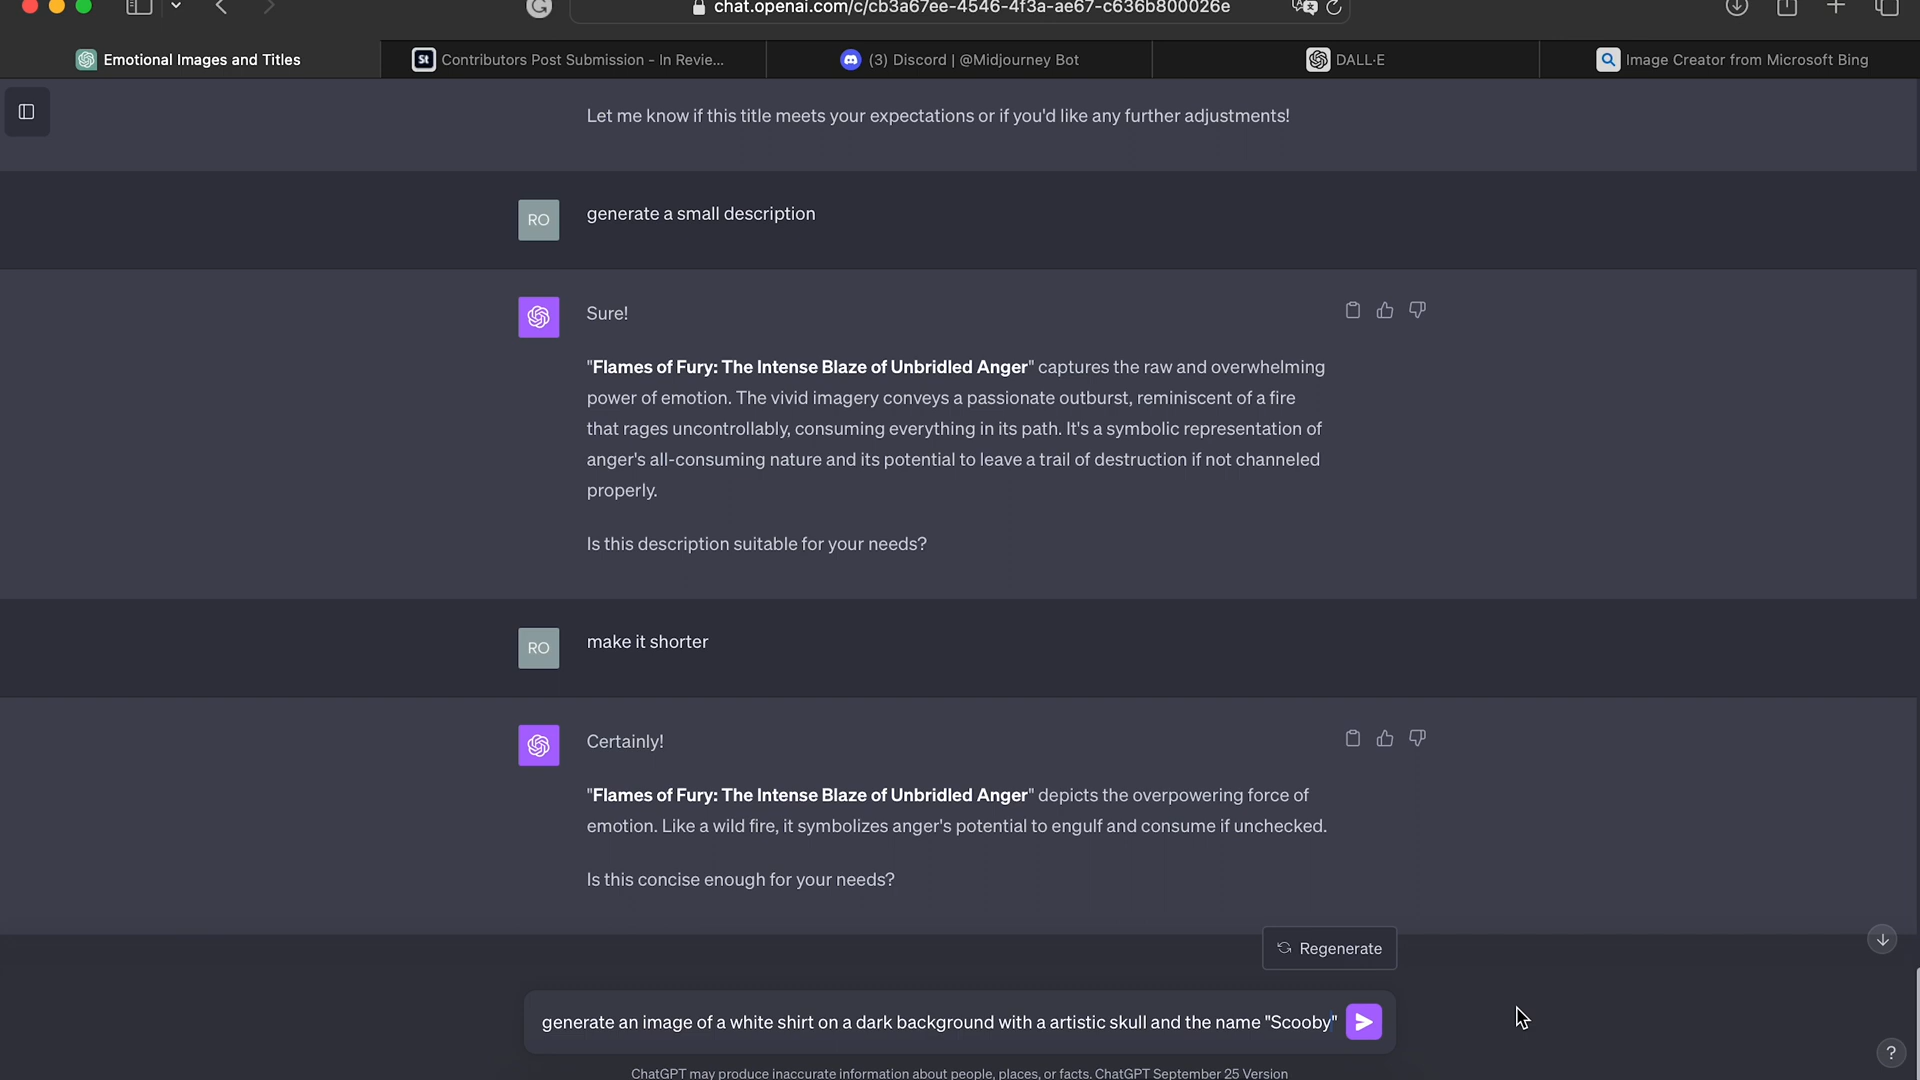 chat.openai.com/c/cb3a67ee-4546-4f3a-ae67-c636b800026e
Emotional Images and Titles
St Contributors Post Submission - In Revie...
(3) Discord | @Midjourney Bot
DALL·E
Image Creator from Microsoft Bing
Let me know if this title meets your expectations or if you'd like any further adjustments!
RO generate a small description
Sure!
"Flames of Fury: The Intense Blaze of Unbridled Anger" captures the raw and overwhelming
power of emotion. The vivid imagery conveys a passionate outburst, reminiscent of a fire
that rages uncontrollably, consuming everything in its path. It's a symbolic representation of
anger's all-consuming nature and its potential to leave a trail of destruction if not channeled
properly.
Is this description suitable for your needs?
RO make it shorter
Certainly!
"Flames of Fury: The Intense Blaze of Unbridled Anger" depicts the overpowering force of
emotion. Like a wild fire, it symbolizes anger's potential to engulf and consume if unchecked.
Is this concise enough for your needs?
Regenerate
generate an image of a white shirt on a dark background with a artistic skull and the name "Scooby"
?
ChatGPT may produce inaccurate information about people, places, or facts. ChatGPT September 25 Version